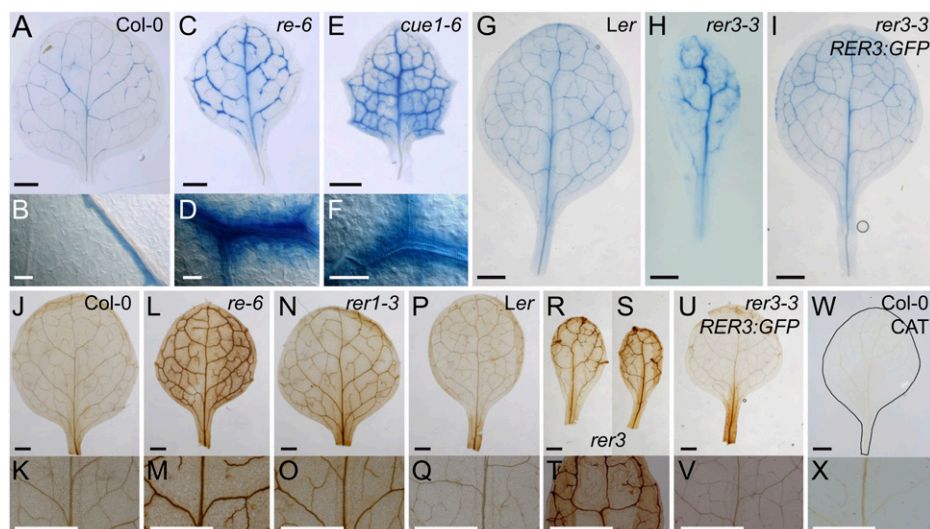 A Col-0 C re-6 E cue1-6 G Ler H rer3-3 I rer3-3
RER3:GFP
B D F
J Col-0 L re-6 N rer1-3 P Ler R S U rer3-3 W Col-0
RER3:GFP CAT
rer3
K M O Q T V X